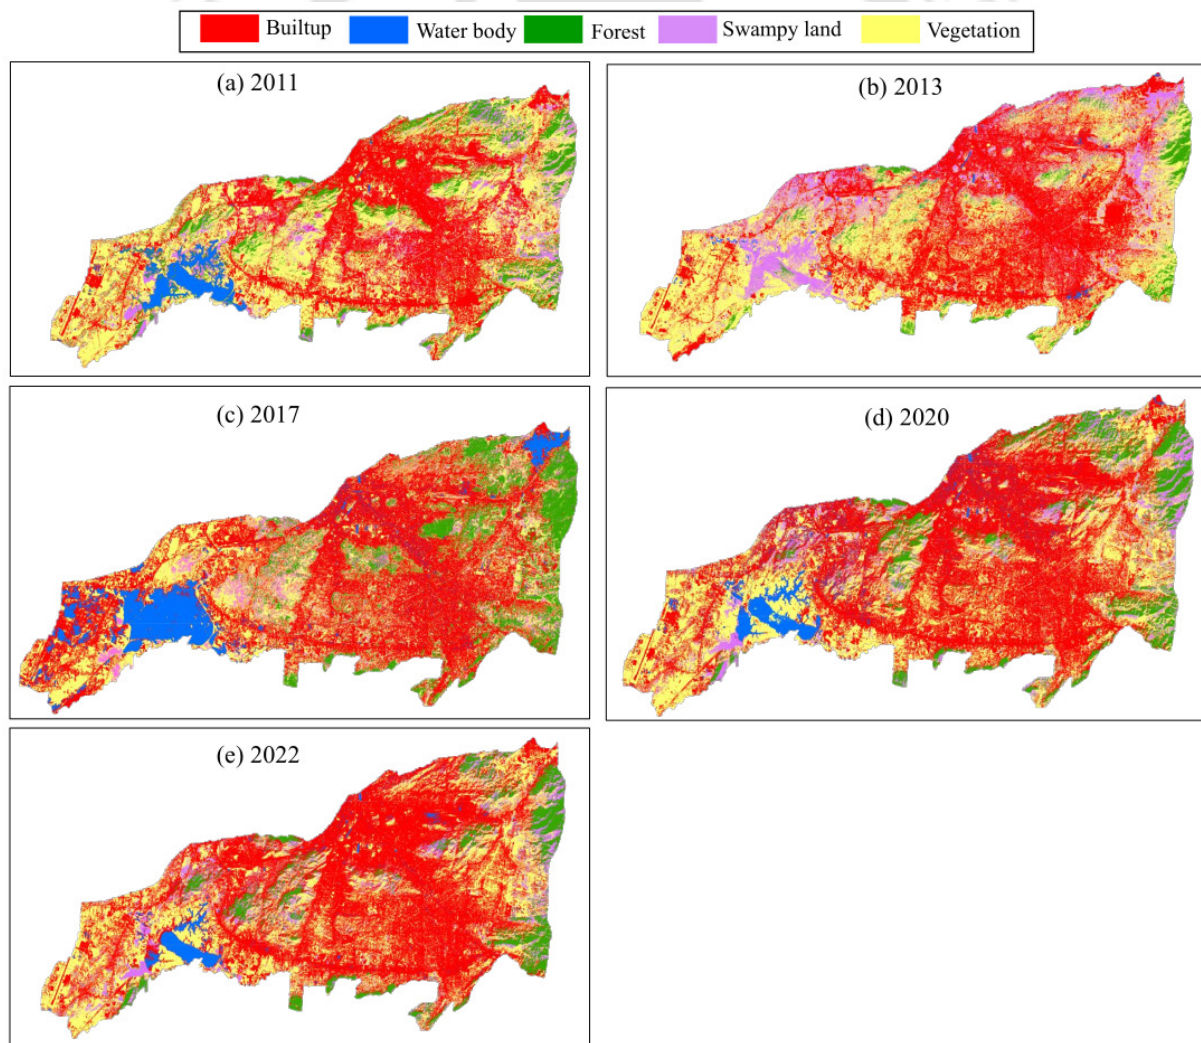 Builtup Water body Forest Swampy land Vegetation
(a) 2011
(b) 2013
(c) 2017
(d) 2020
(e) 2022